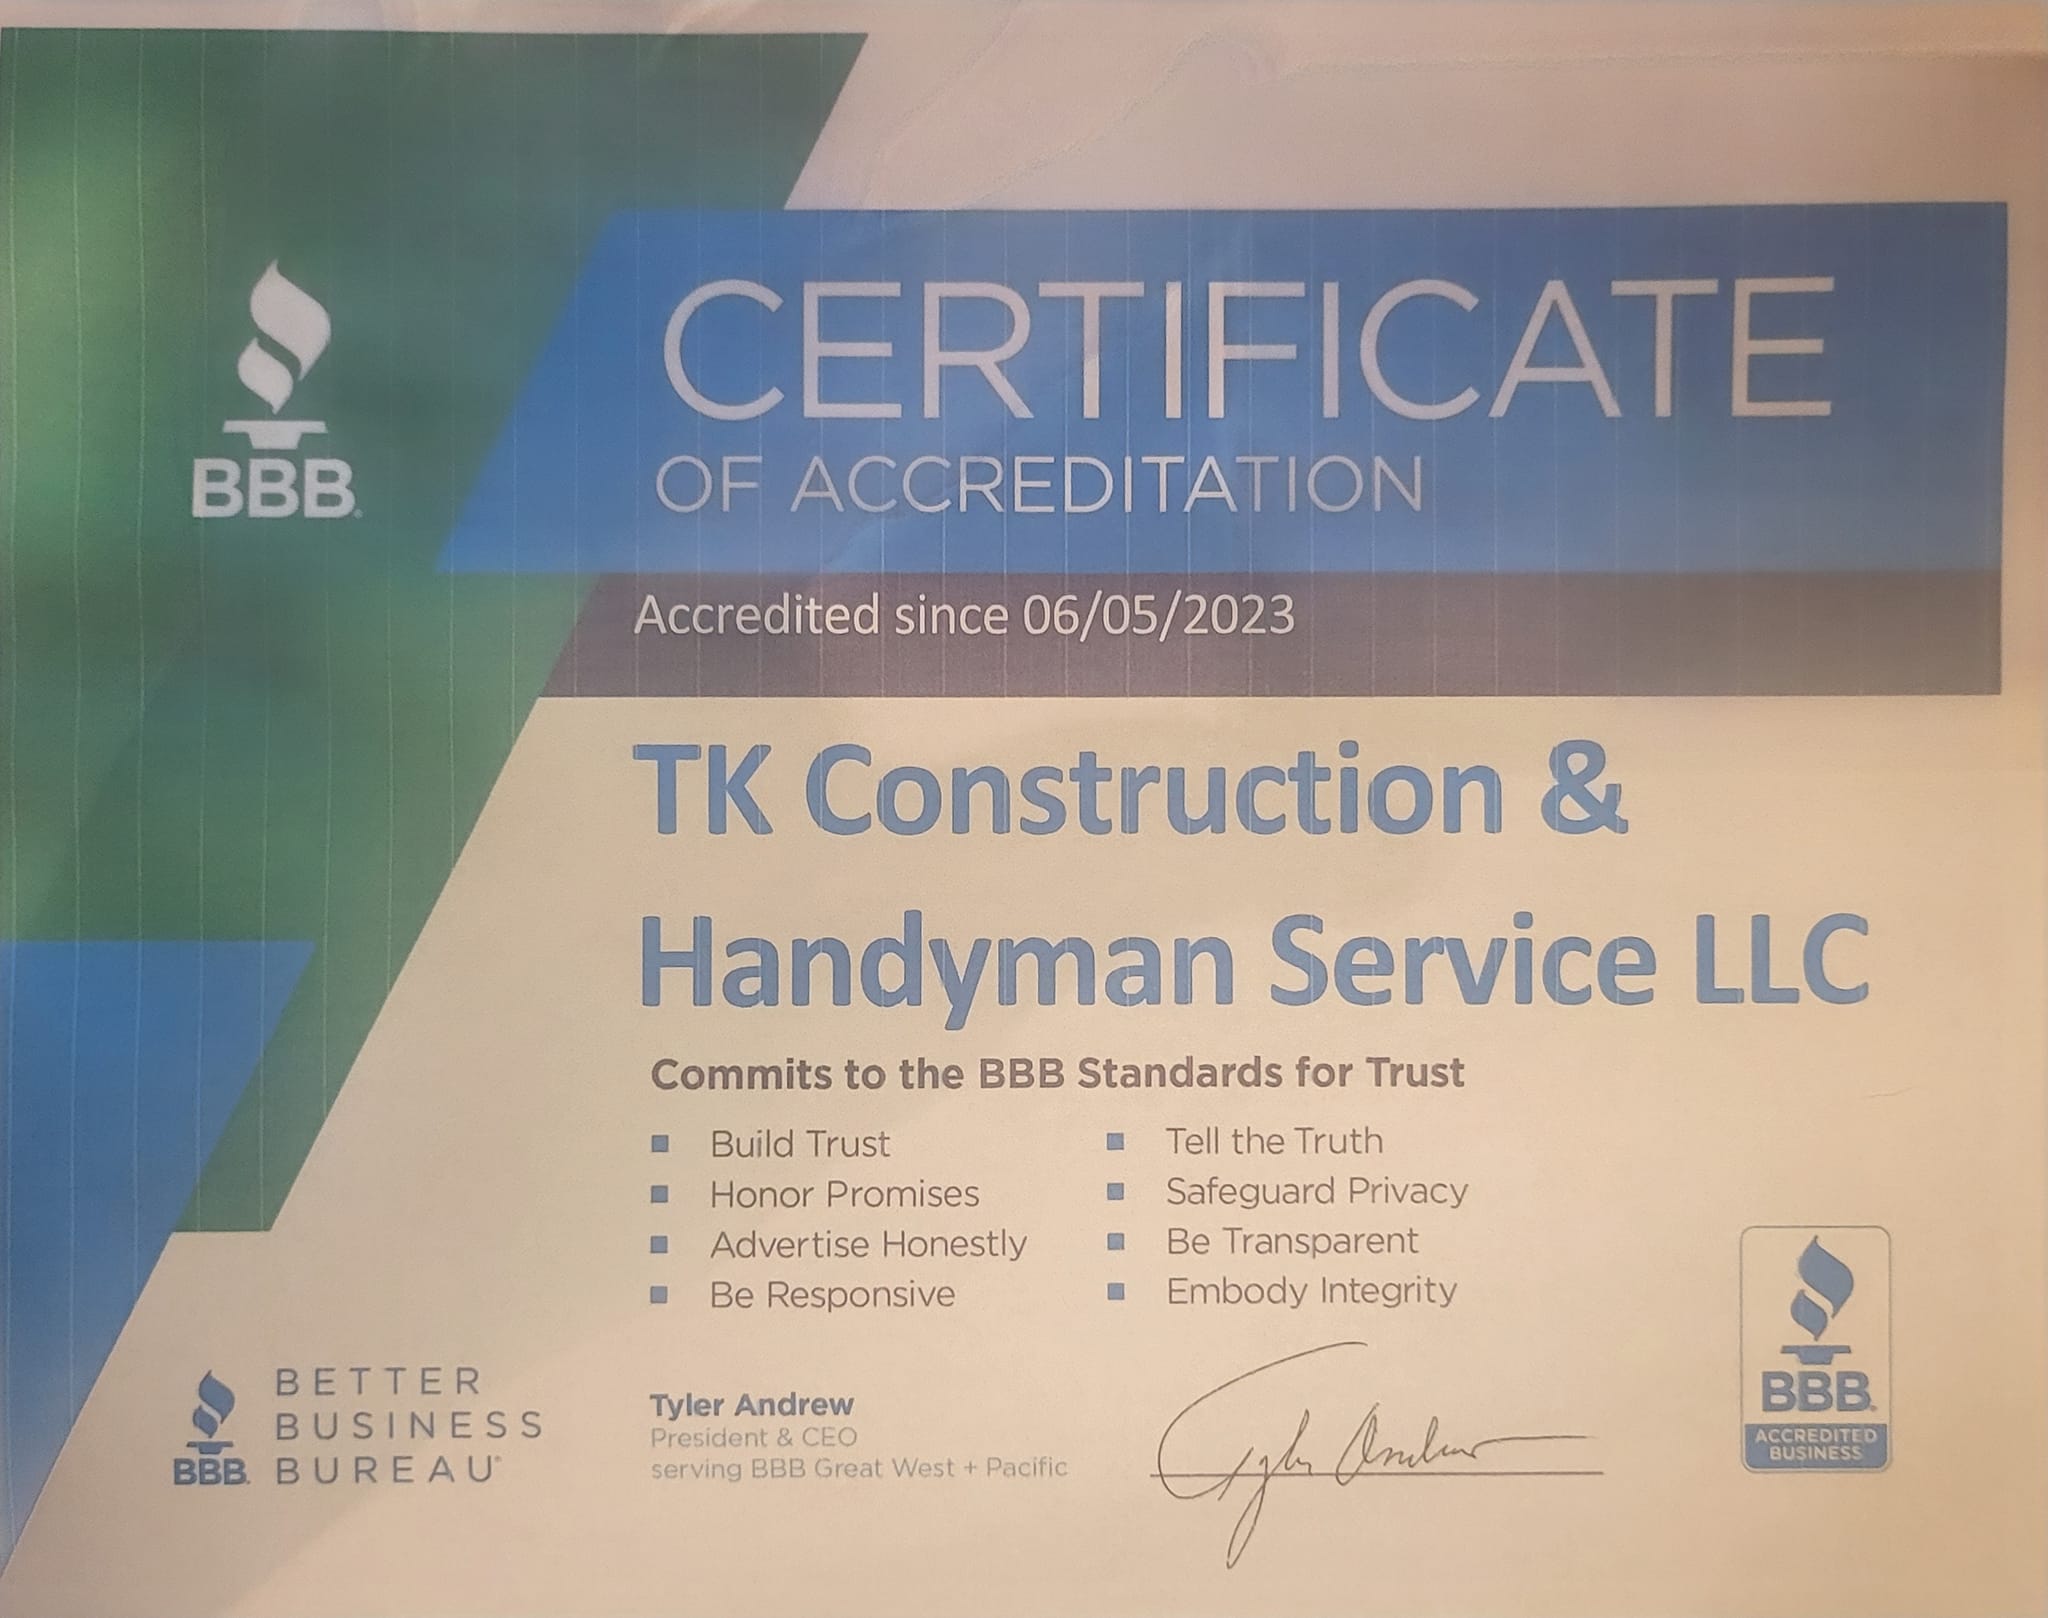 BBB
CERTIFICATE
OF ACCREDITATION
Accredited since 06/05/2023
TK Construction &
Handyman Service LLC
Commits to the BBB Standards for Trust
Build Trust
Honor Promises
Advertise Honestly
Be Responsive
Tell the Truth
Safeguard Privacy
Be Transparent
Embody Integrity
BBB.
BETTER
BUSINESS
BUREAU®
Tyler Andrew
President & CEO
serving BBB Great West + Pacific
Tyler Andrew
BBB.
ACCREDITED
BUSINESS